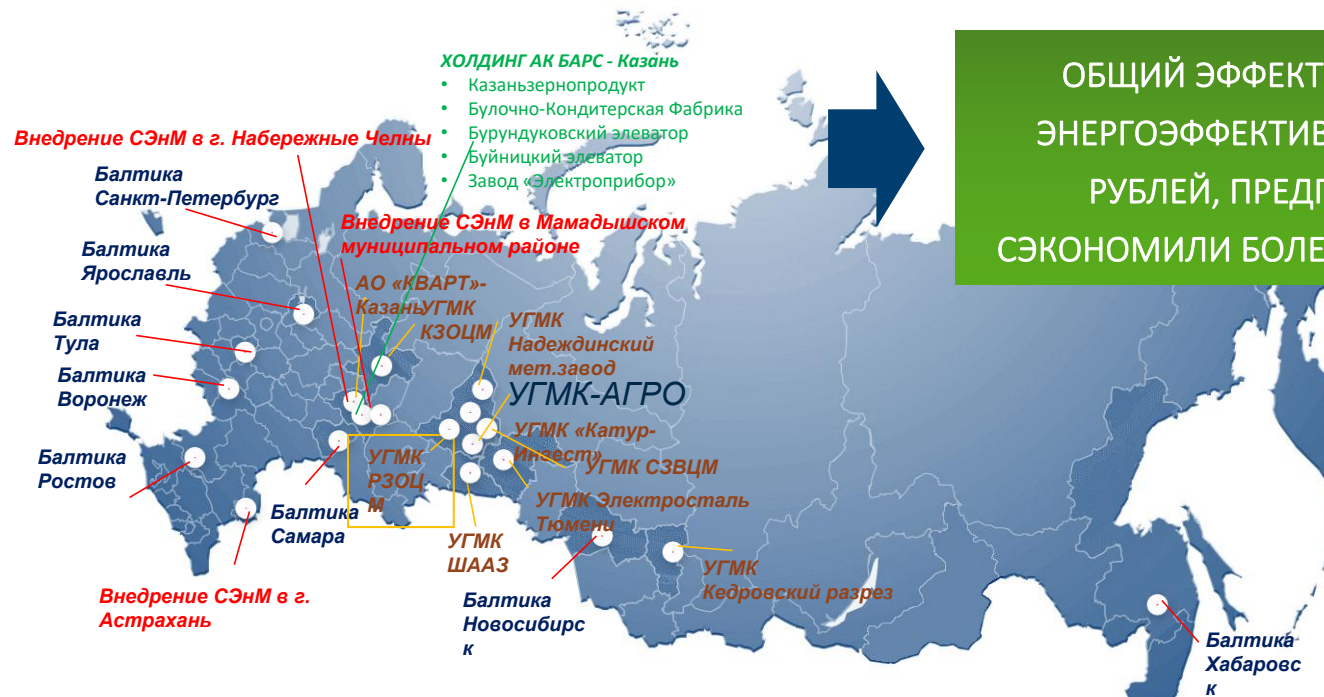 ХОЛДИНГ АК БАРС - Казань
• Казаньзернопродукт
• Булочно-Кондитерская Фабрика
• Бурундуковский элеватор
• Буйницкий элеватор
• Завод «Электроприбор»
ОБЩИЙ ЭФФЕКТ
ЭНЕРГОЭФФЕКТИВ
РУБЛЕЙ, ПРЕДП
СЭКОНОМИЛИ БОЛЕ
Внедрение СЭнМ в г. Набережные Челны
Балтика
Санкт-Петербург
Внедрение СЭнМ в Мамадышском
муниципальном районе
Балтика
Ярославль
АО «КВАРТ»-
Казань
УГМК
КЗОЦМ
УГМК
Надеждинский
мет.завод
Балтика
Тула
Балтика
Воронеж
УГМК-АГРО
УГМК «Катур-
Инвест»
УГМК СЗВЦМ
Балтика
Ростов
УГМК
РЗОЦ
М
УГМК Электросталь
Тюмени
Балтика
Самара
УГМК
ШААЗ
УГМК
Кедровский разрез
Внедрение СЭнМ в г.
Астрахань
Балтика
Новосибирс
к
Балтика
Хабаровс
к